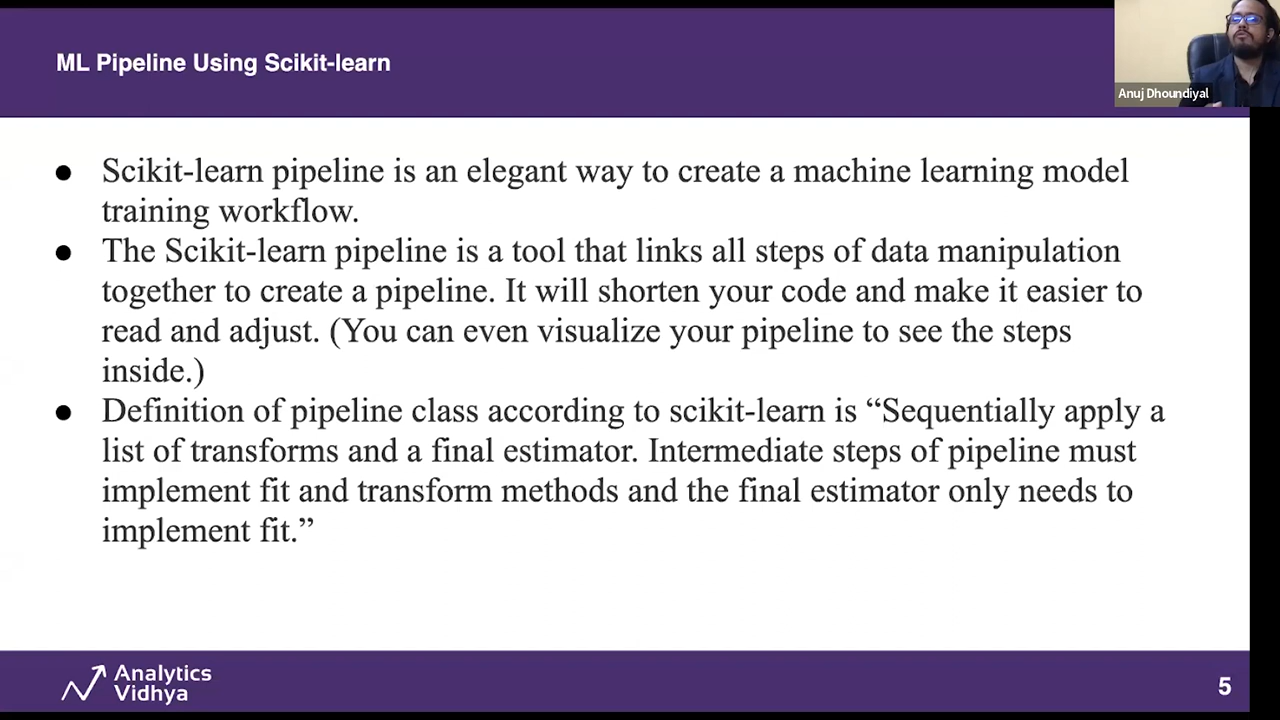 ML Pipeline Using Scikit-learn
Anuj Dhoundiyal
● Scikit-learn pipeline is an elegant way to create a machine learning model
training workflow.
● The Scikit-learn pipeline is a tool that links all steps of data manipulation
together to create a pipeline. It will shorten your code and make it easier to
read and adjust. (You can even visualize your pipeline to see the steps
inside.)
● Definition of pipeline class according to scikit-learn is “Sequentially apply a
list of transforms and a final estimator. Intermediate steps of pipeline must
implement fit and transform methods and the final estimator only needs to
implement fit.”
Analytics
Vidhya
5